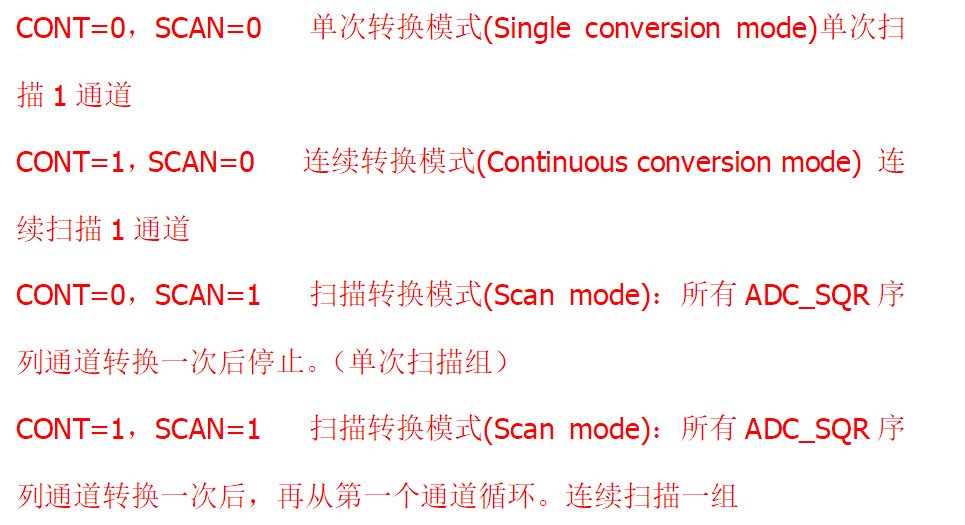 CONT=0，SCAN=0 单次转换模式(Single conversion mode)单次扫
描 1 通道
CONT=1，SCAN=0 连续转换模式(Continuous conversion mode) 连
续扫描 1 通道
CONT=0，SCAN=1 扫描转换模式(Scan mode)：所有 ADC_SQR 序
列通道转换一次后停止。（单次扫描组）
CONT=1，SCAN=1 扫描转换模式(Scan mode)：所有 ADC_SQR 序
列通道转换一次后，再从第一个通道循环。连续扫描一组